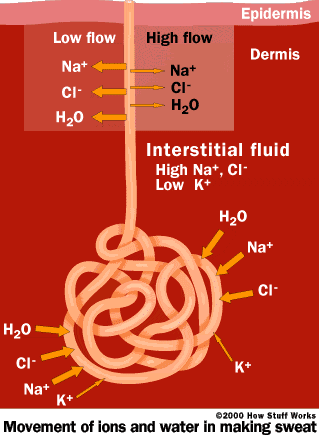 Epidermis
Low flow
High flow
Dermis
Na+
Cl-
H2O
Na+
Cl-
H2O
Interstitial fluid
High Na+, Cl-
Low K+
H2O
Na+
Cl-
K+
H2O
Cl-
Na+
K+
©2000 How Stuff Works
Movement of ions and water in making sweat